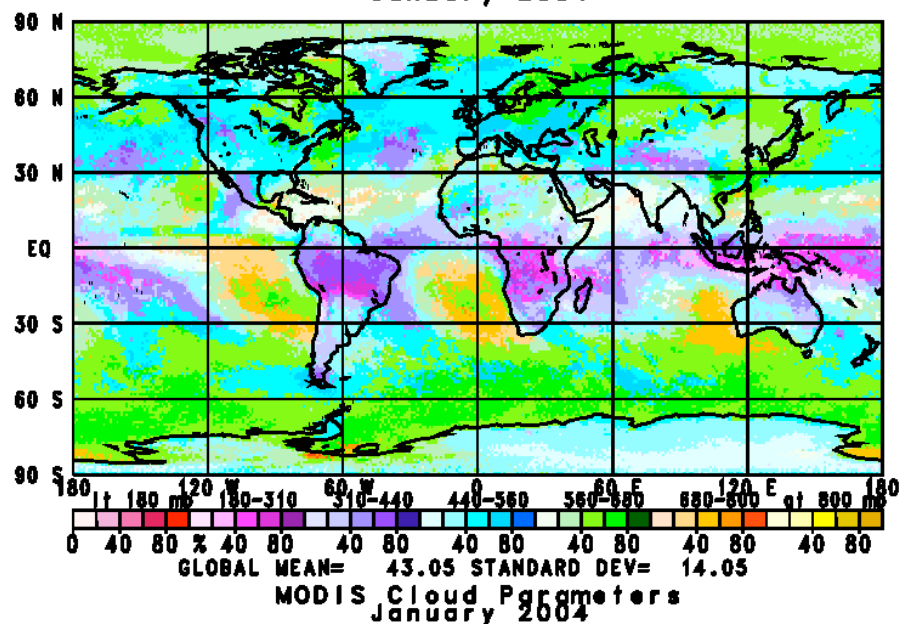 90 N
60 N
30 N
EQ
30 S
60 S
90 S
180 120 W 60 W 0 60 E 120 E 180
lt 180 mb 180-310 310-440 440-560 560-680 680-800 gt 800 mb
0 40 80 % 40 80 40 80 40 80 40 80 40 80 40 80
GLOBAL MEAN= 43.05 STANDARD DEV= 14.05
MODIS Cloud Parameters
January 2004